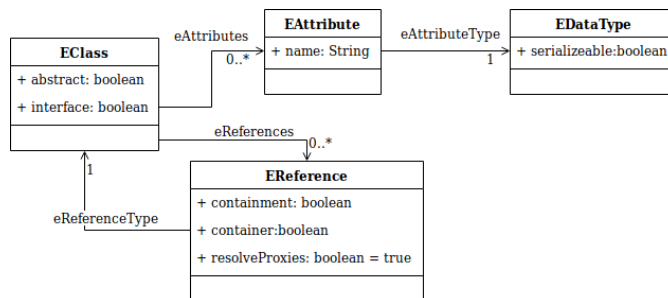 EClass
+ abstract: boolean
+ interface: boolean
eAttributes
0..*
EAttribute
+ name: String
eAttributeType
1
EDataType
+ serializeable:boolean
eReferences
0..*
1
eReferenceType
EReference
+ containment: boolean
+ container:boolean
+ resolveProxies: boolean = true